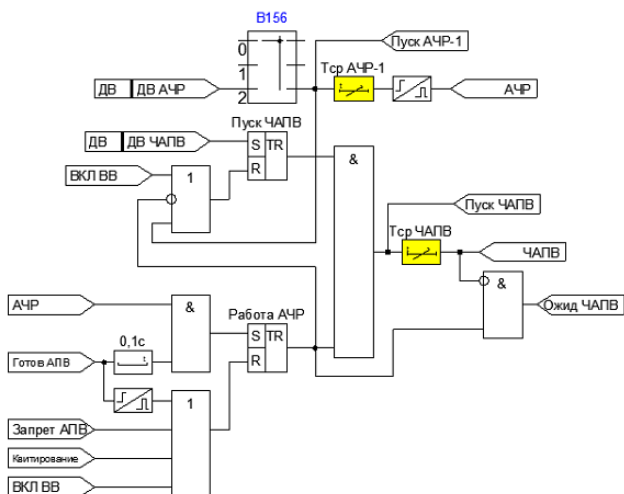 B156
0
1
2
Пуск АЧР-1
Тср АЧР-1
ДВ ДВ АЧР
АЧР
Пуск ЧАПВ
ДВ ДВ ЧАПВ
S TR
R
&
ВКЛ ВВ
1
Пуск ЧАПВ
Тср ЧАПВ
ЧАПВ
&
Ожид ЧАПВ
АЧР
&
Работа АЧР
S TR
R
0,1с
Готов АПВ
1
Запрет АПВ
Квитирование
ВКЛ ВВ